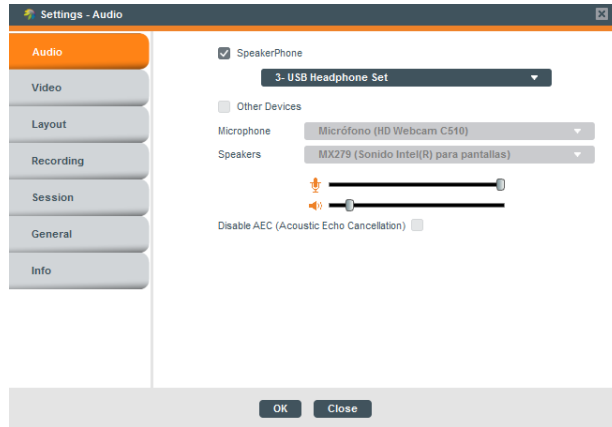 Settings - Audio
Audio
SpeakerPhone
3- USB Headphone Set
Video
Other Devices
Layout
Microphone
Micrófono (HD Webcam C510)
Recording
Speakers
MX279 (Sonido Intel(R) para pantallas)
Session
General
Disable AEC (Acoustic Echo Cancellation)
Info
OK
Close